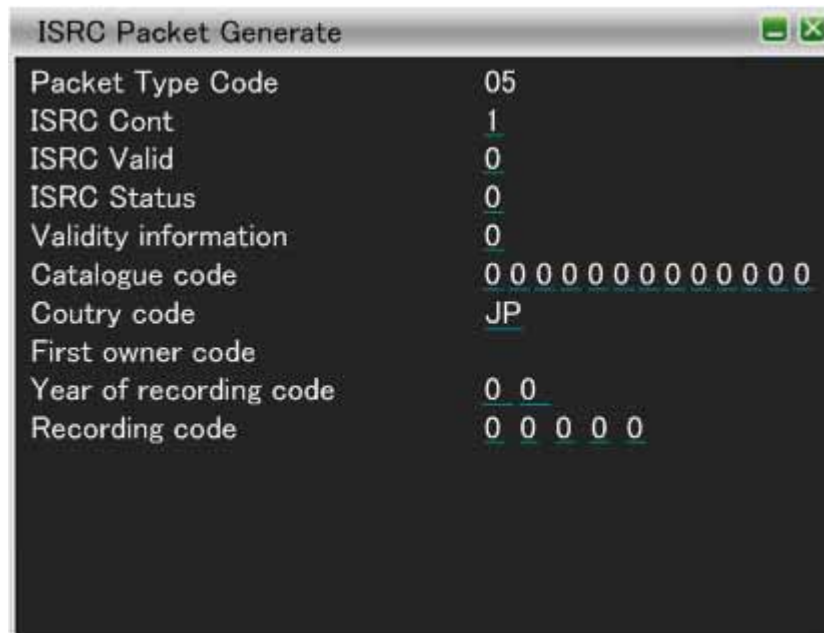 ISRC Packet Generate
Packet Type Code 05
ISRC Cont 1
ISRC Valid 0
ISRC Status 0
Validity information 0
Catalogue code 0 0 0 0 0 0 0 0 0 0 0 0 0
Coutry code JP
First owner code
Year of recording code 0 0
Recording code 0 0 0 0 0